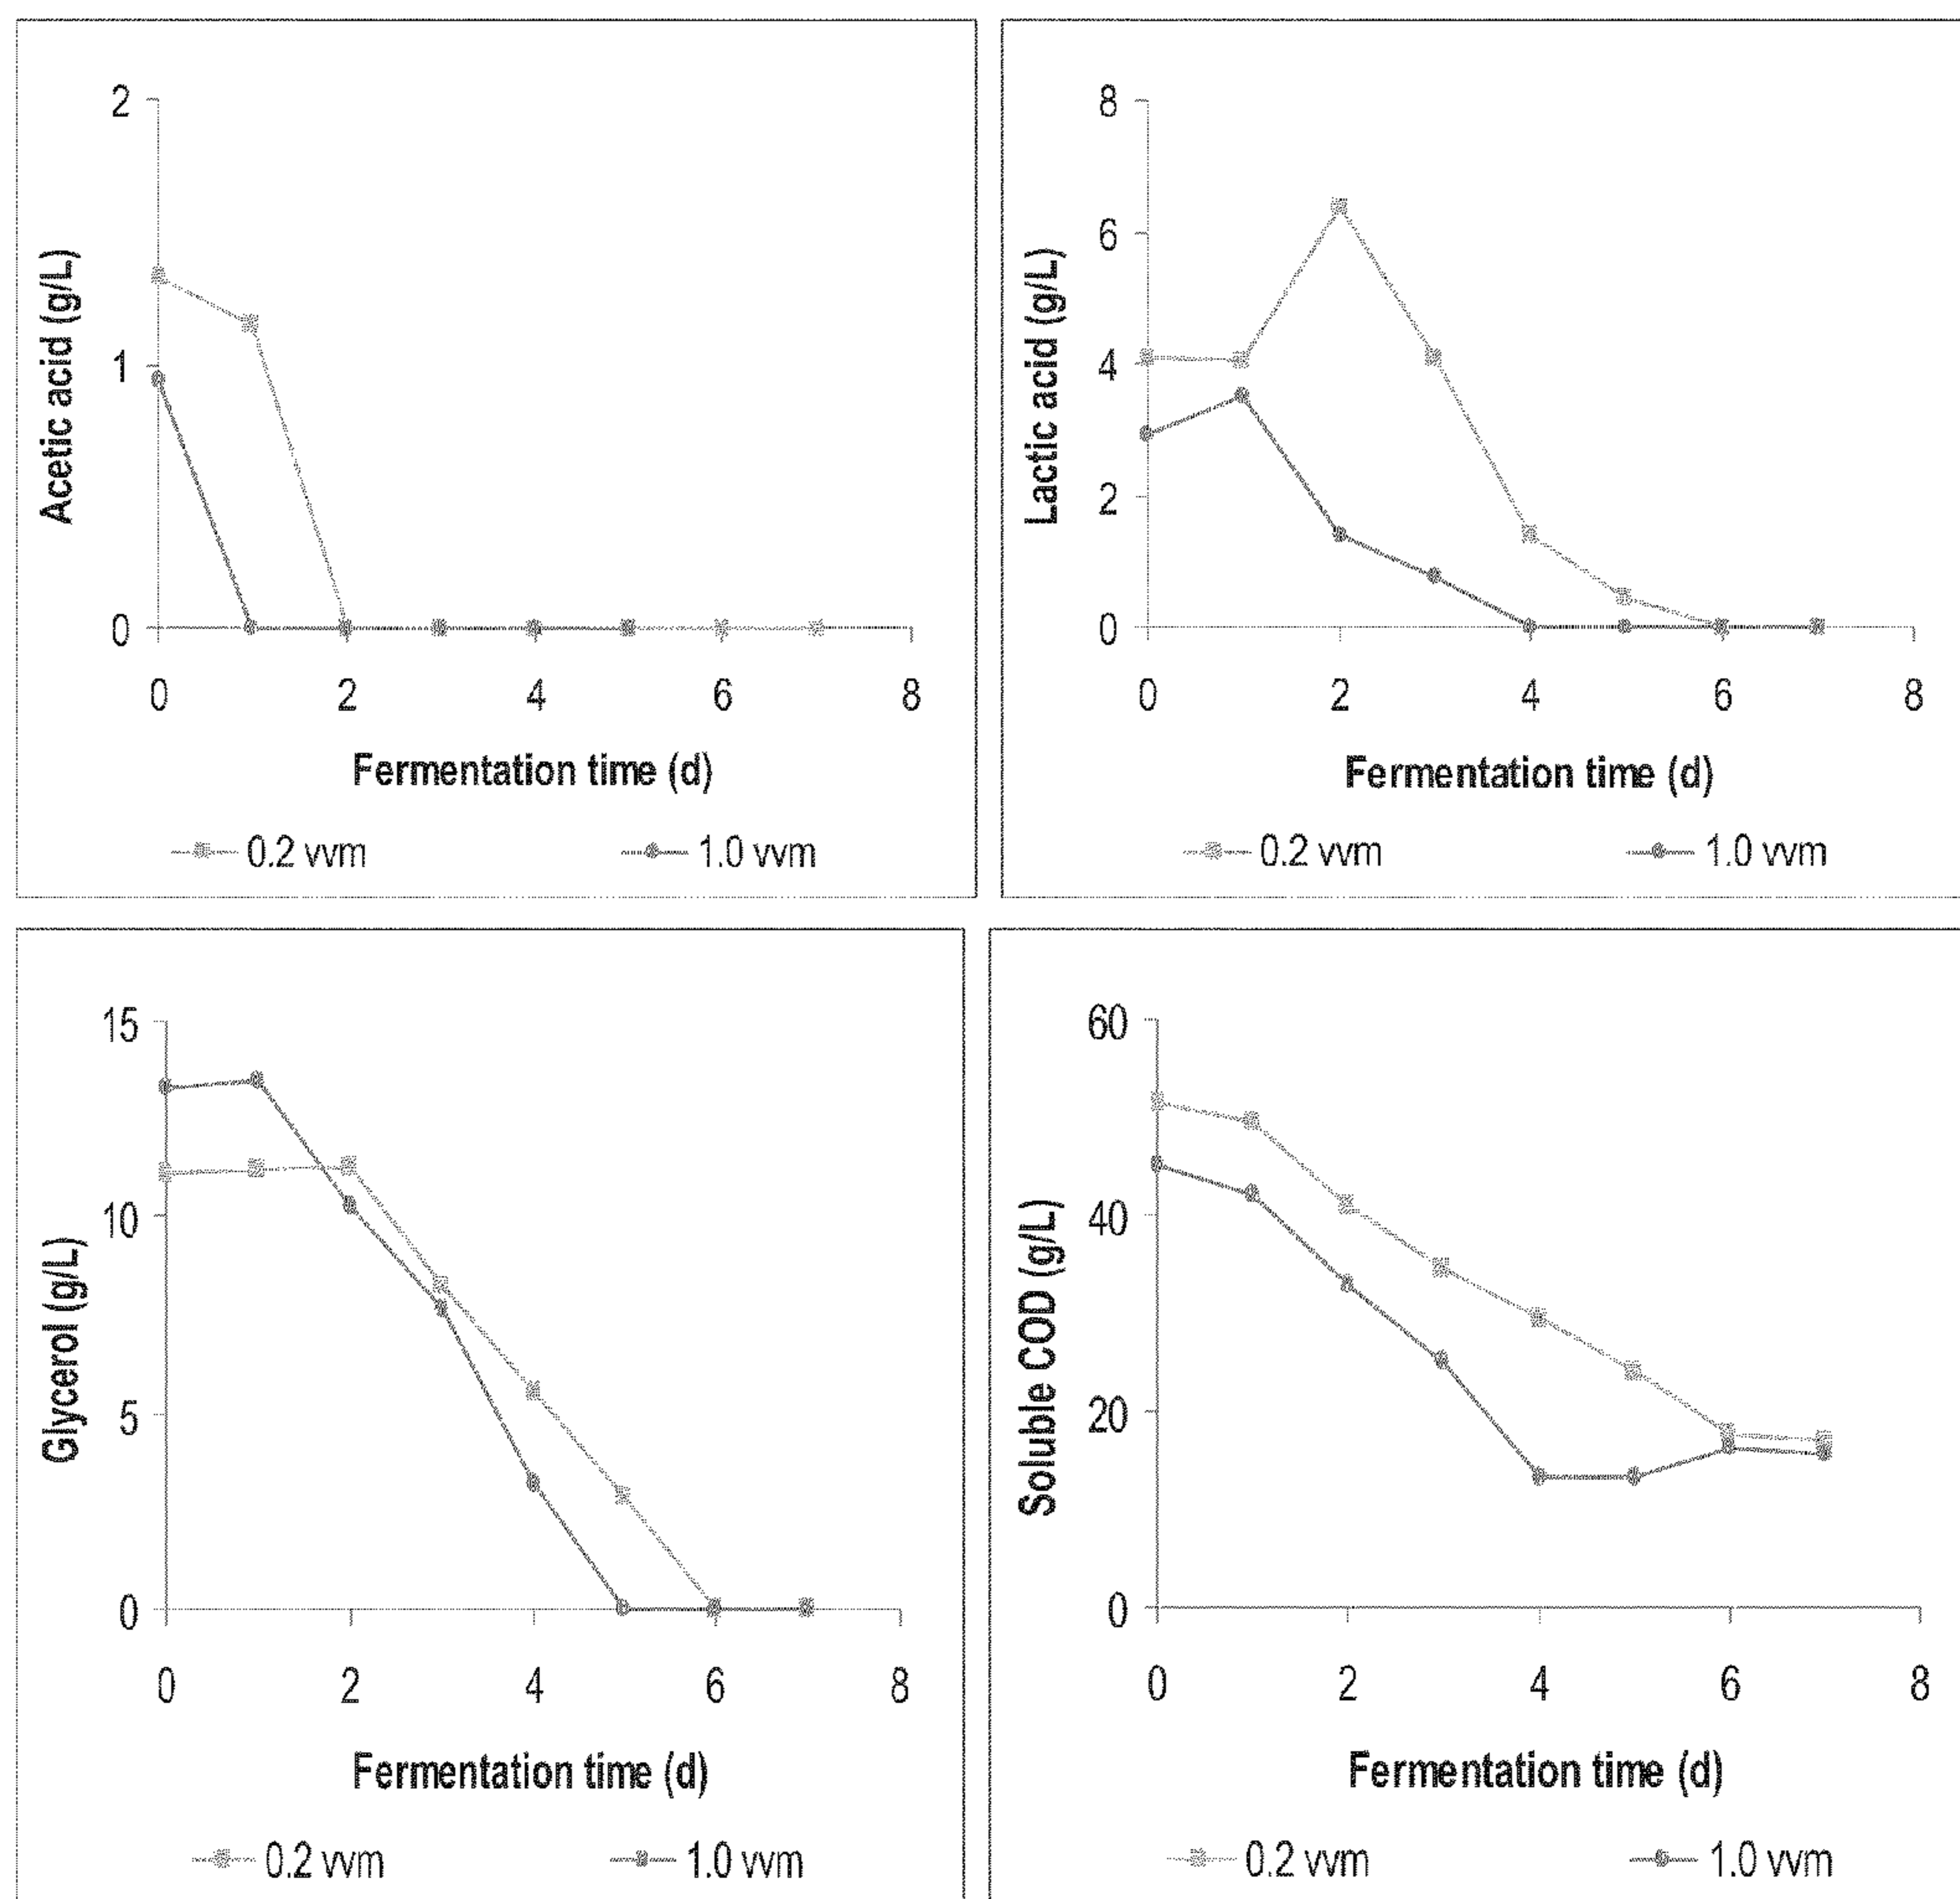 Acetic acid (g/L)
2
1
0
0 2 4 6 8
Fermentation time (d)
0.2 vvm 1.0 vvm
Lactic acid (g/L)
8
6
4
2
0
0 2 4 6 8
Fermentation time (d)
0.2 vvm 1.0 vvm
Glycerol (g/L)
15
10
5
0
0 2 4 6 8
Fermentation time (d)
0.2 vvm 1.0 vvm
Soluble COD (g/L)
60
40
20
0
0 2 4 6 8
Fermentation time (d)
0.2 vvm 1.0 vvm